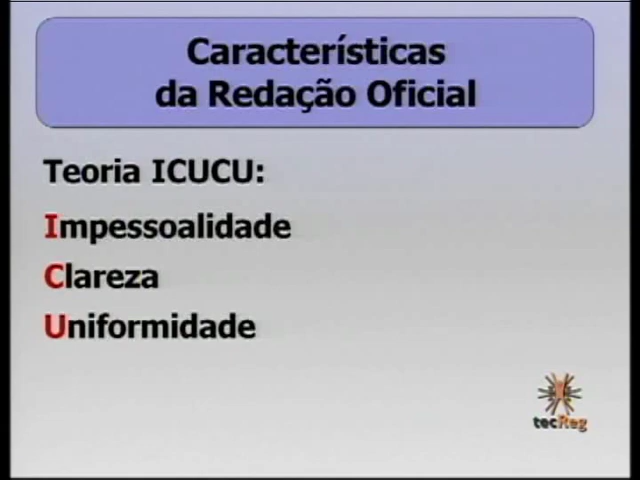 Características
da Redação Oficial
Teoria ICUCU:
Impessoalidade
Clareza
Uniformidade
tecReg